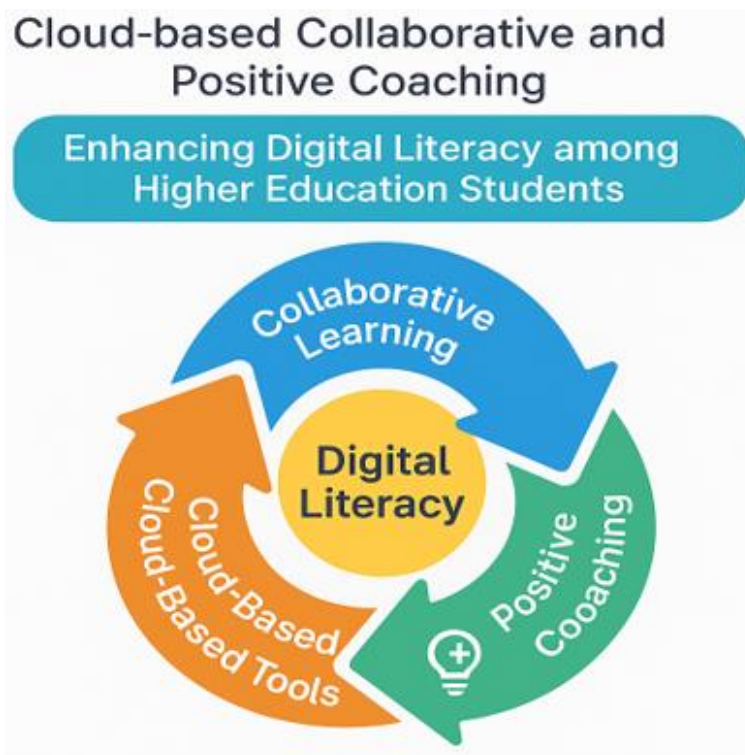 Cloud-based Collaborative and
Positive Coaching
Enhancing Digital Literacy among
Higher Education Students
Collaborative
Learning
Digital
Literacy
Positive
Cooaching
Cloud-Based
Cloud-Based Tools